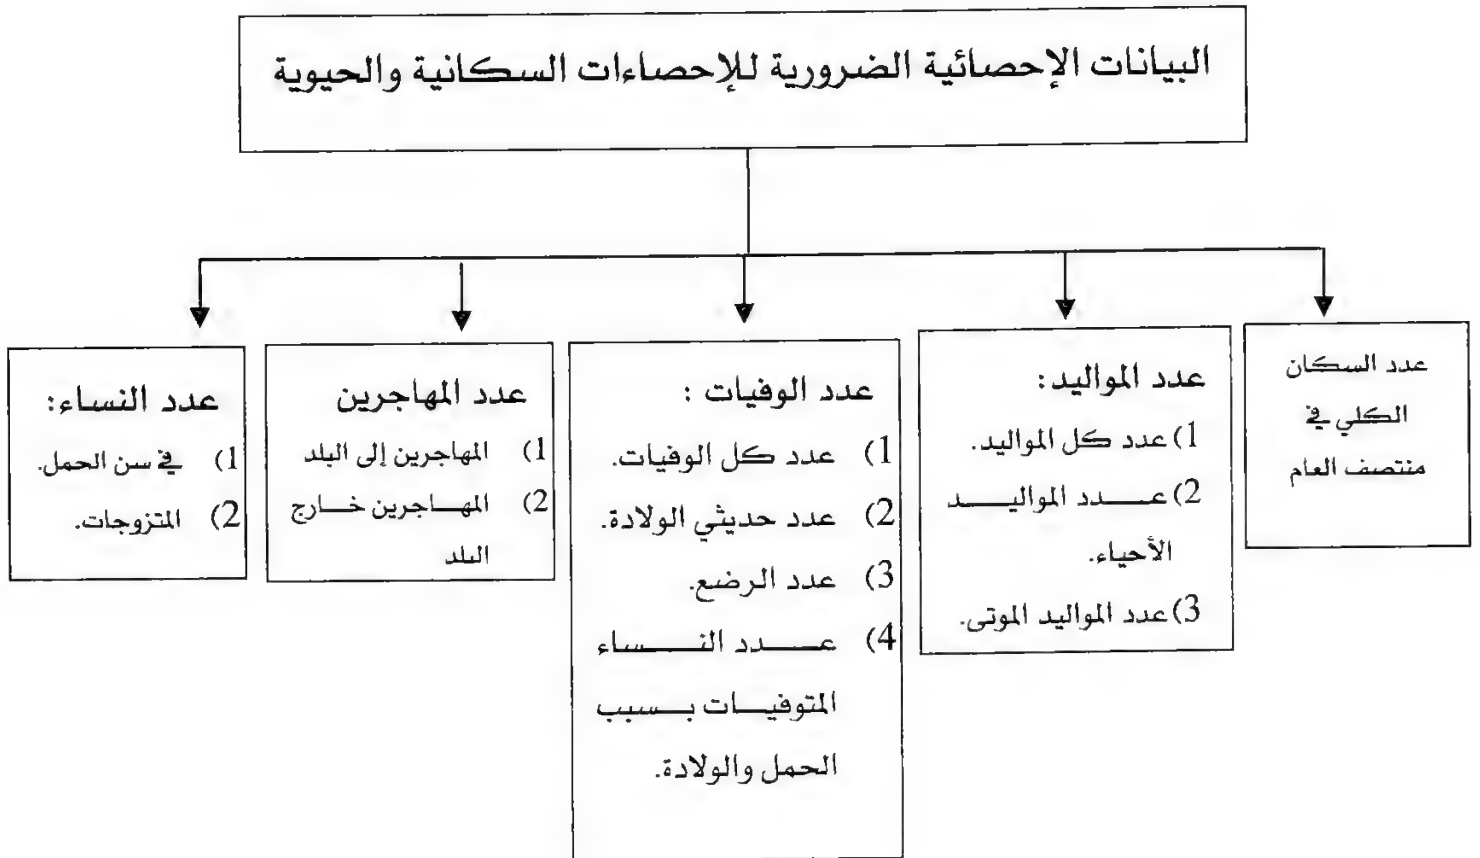 البيانات الإحصائية الضرورية للإحصاءات السكانية والحيوية
عدد السكان
الكلي في
منتصف العام
عدد المواليد:
1) عدد كل المواليد.
2) عدد المواليد
الأحياء.
3) عدد المواليد الموتى.
عدد الوفيات :
1) عدد كل الوفيات.
2) عدد حديثي الولادة.
3) عدد الرضع.
4) عدد النساء
المتوفيات بسبب
الحمل والولادة.
عدد المهاجرين
1) المهاجرين إلى البلد
2) المهاجرين خارج
البلد
عدد النساء:
1) في سن الحمل.
2) المتزوجات.